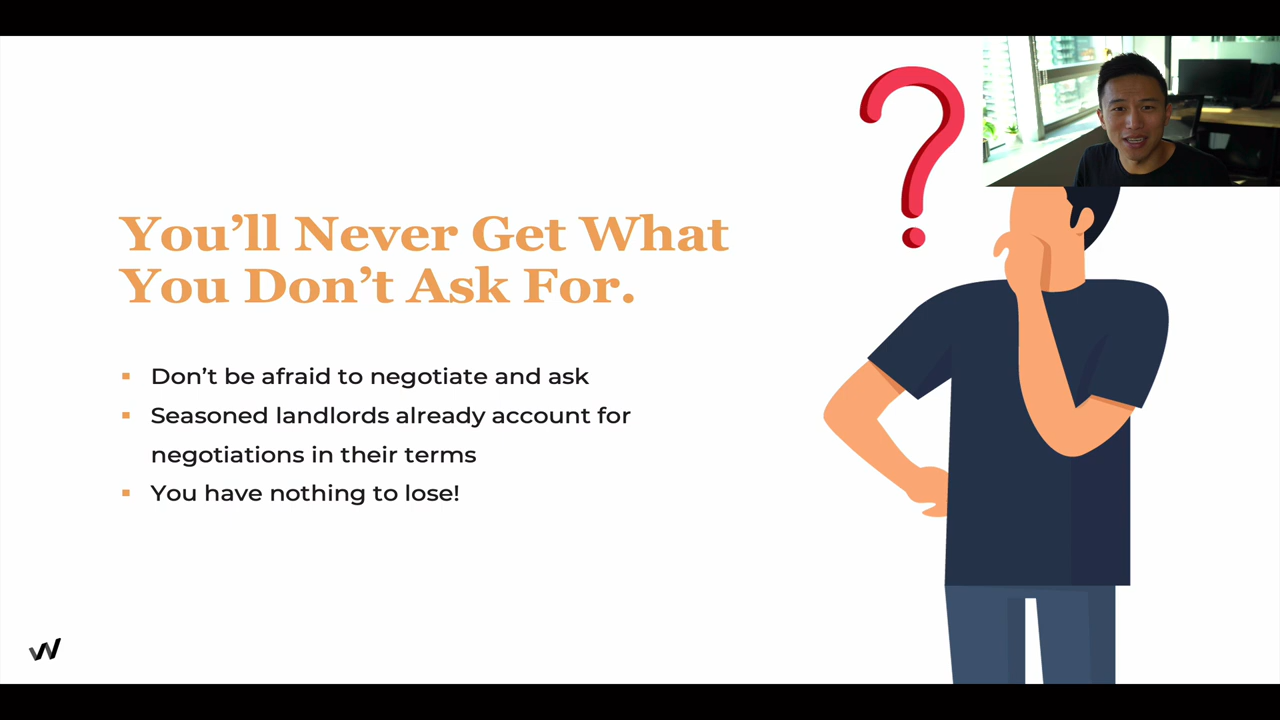 You’ll Never Get What
You Don’t Ask For.
Don’t be afraid to negotiate and ask
Seasoned landlords already account for
negotiations in their terms
You have nothing to lose!